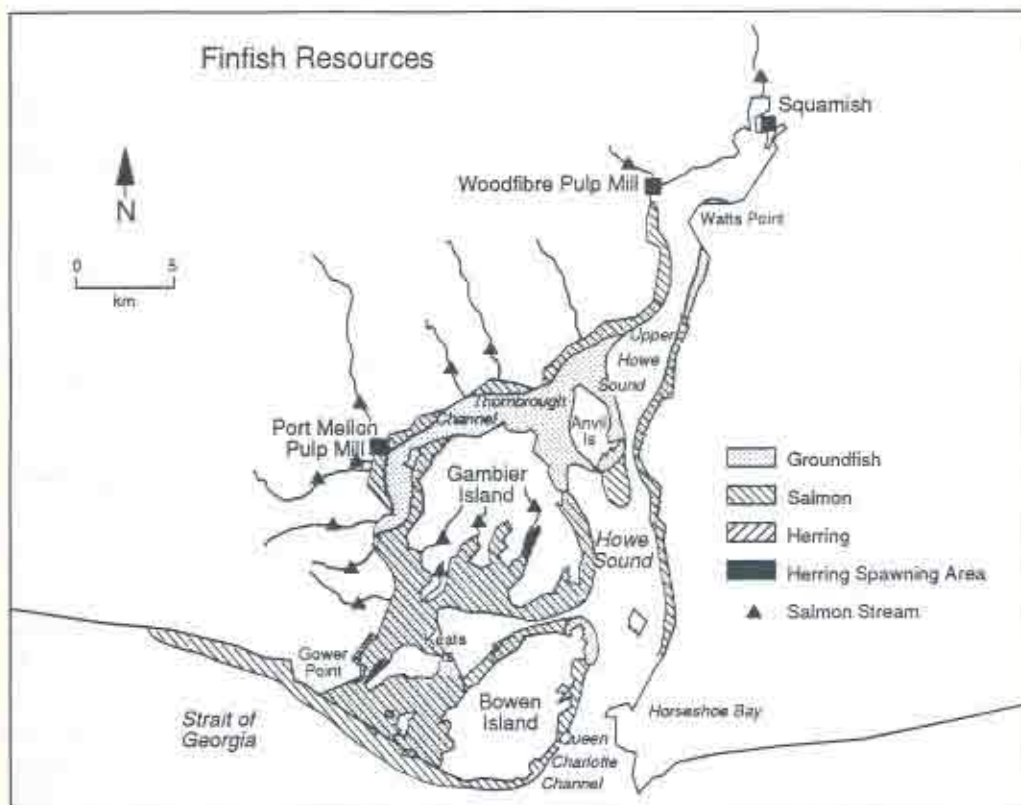 Finfish Resources
Squamish
Woodfibre Pulp Mill
N
Watts Point
0 5
km
Upper
Howe
Sound
Thornbrough
Channel
Anvil
Is
Port Mellon
Pulp Mill
Gambier
Island
Howe
Sound
Groundfish
Salmon
Herring
Herring Spawning Area
Salmon Stream
Keats
Is
Gower
Point
Bowen
Island
Horseshoe Bay
Strait of
Georgia
Queen
Charlotte
Channel